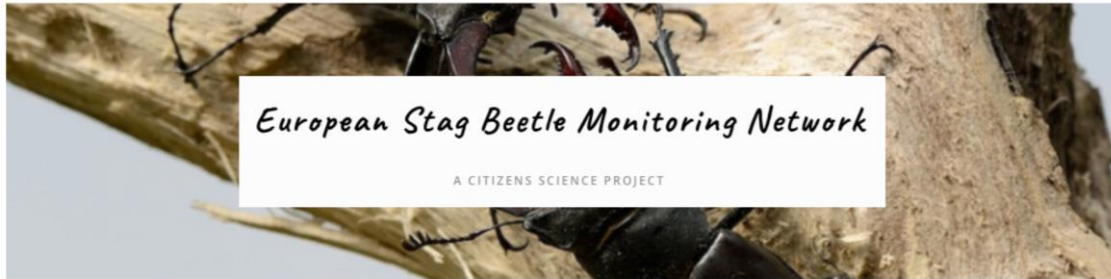 European Stag Beetle Monitoring Network
A CITIZENS SCIENCE PROJECT